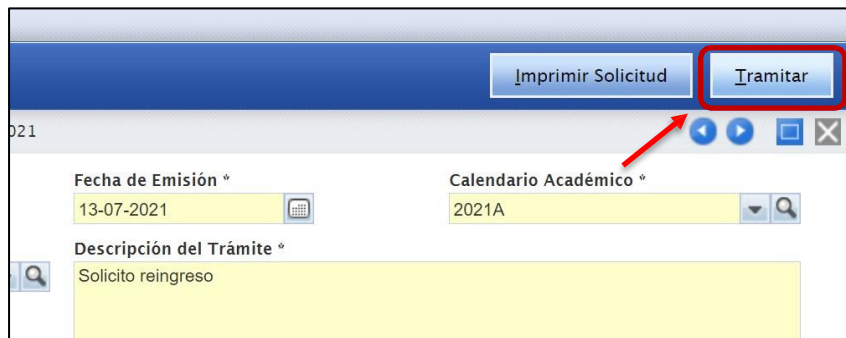 Imprimir Solicitud
Tramitar
021
Fecha de Emisión *
Calendario Académico *
13-07-2021
2021A
Descripción del Trámite *
Solicito reingreso